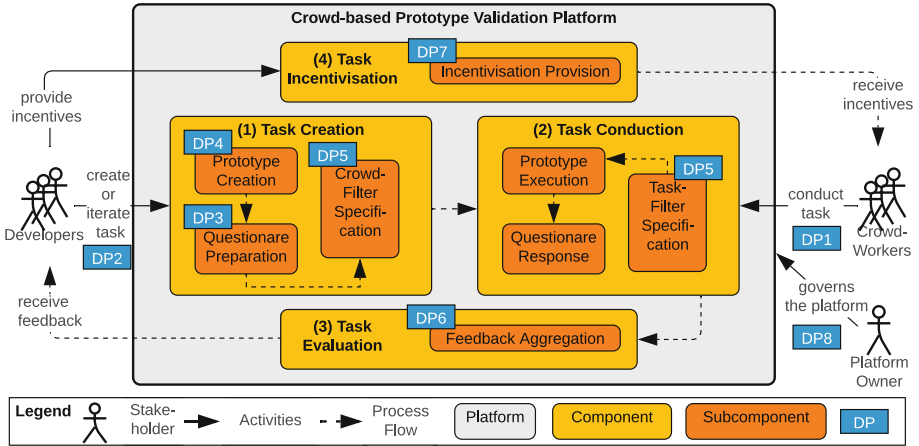 Crowd-based Prototype Validation Platform
(4) Task
Incentivisation
DP7
Incentivisation Provision
provide
incentives
receive
incentives
(1) Task Creation
DP4
Prototype
Creation
DP5
Crowd-
Filter
Specifi-
cation
DP3
Questionare
Preparation
(2) Task Conduction
Prototype
Execution
DP5
Task-
Filter
Specifi-
cation
Questionare
Response
Developers
create
or
iterate
task
DP2
conduct
task
DP1
Crowd-
Workers
receive
feedback
governs
the platform
DP8
Platform
Owner
(3) Task
Evaluation
DP6
Feedback Aggregation
Legend
Stake-
holder
Activities
Process
Flow
Platform
Component
Subcomponent
DP